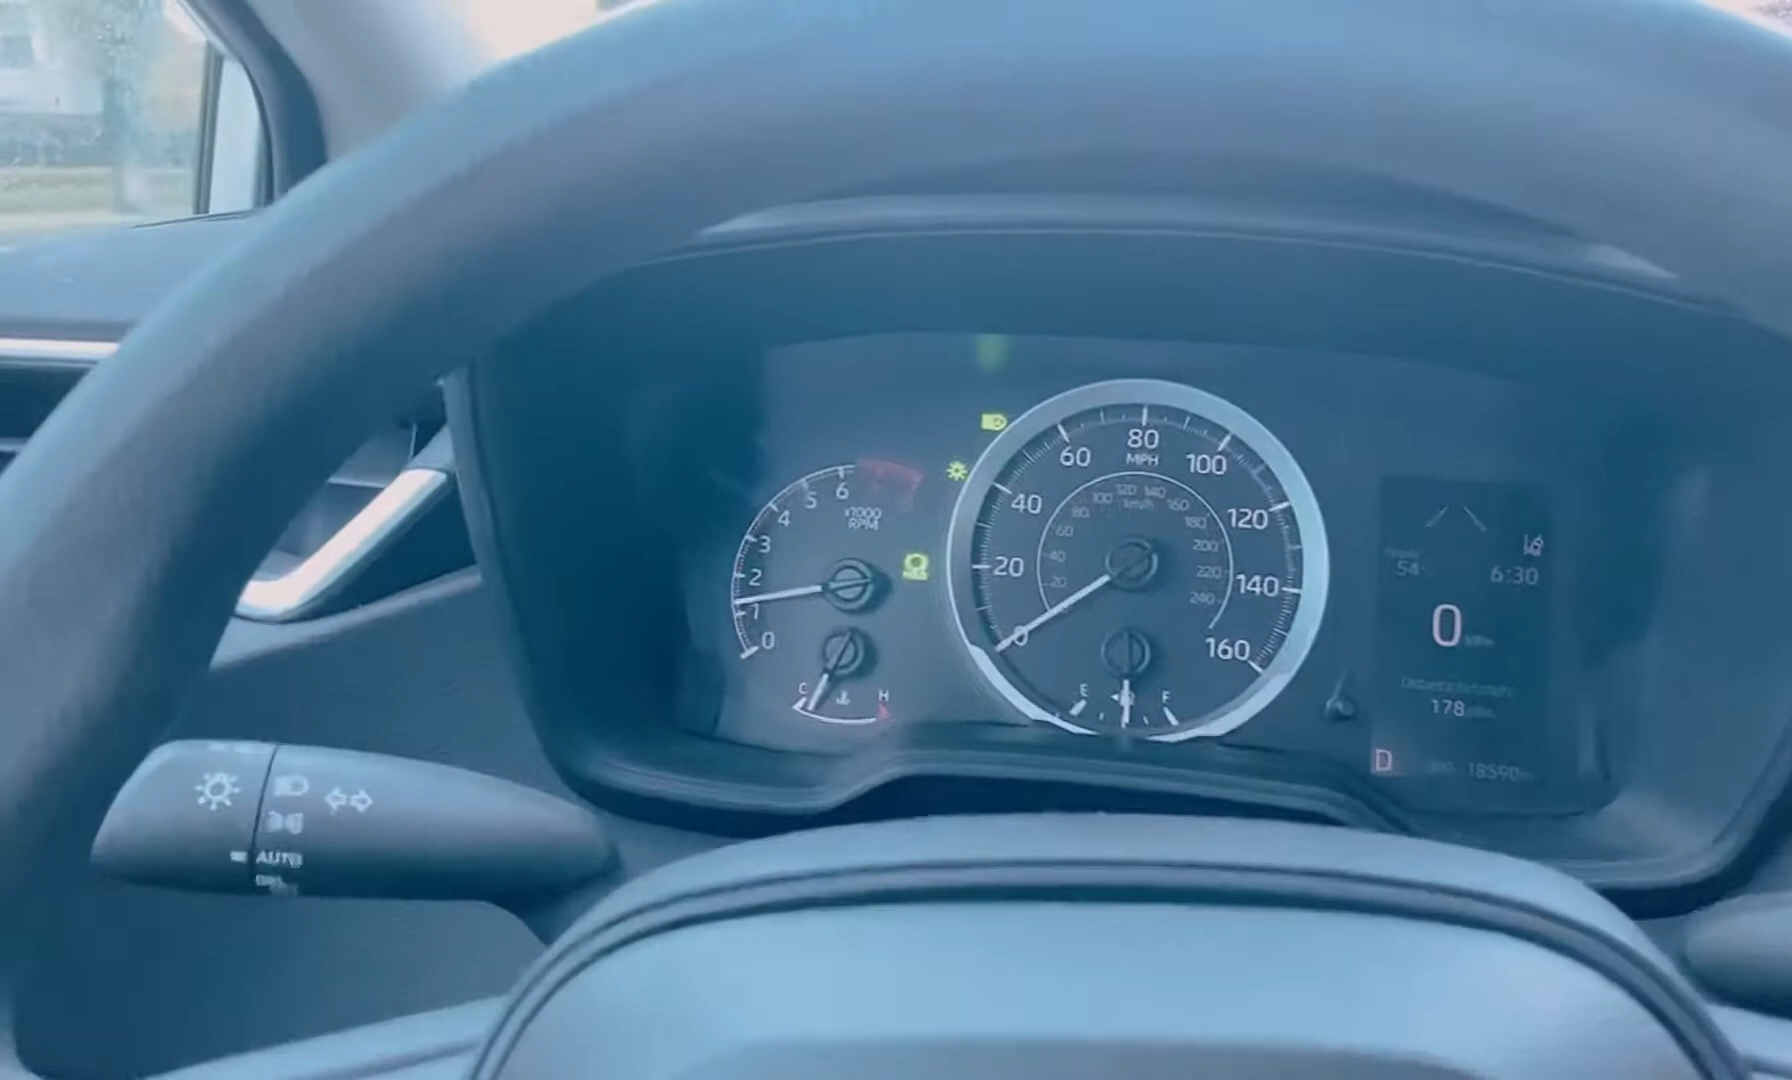 80
60 MPH 100
40 120
20 140
0 160
100 120 140 160
80 km/h 180
60 200
40 220
20 240
6
5
4 x1000
3 RPM
2
1
0
C H
E F
HOLD
54
6:30
0 MPH
178
D
18590
AUTO